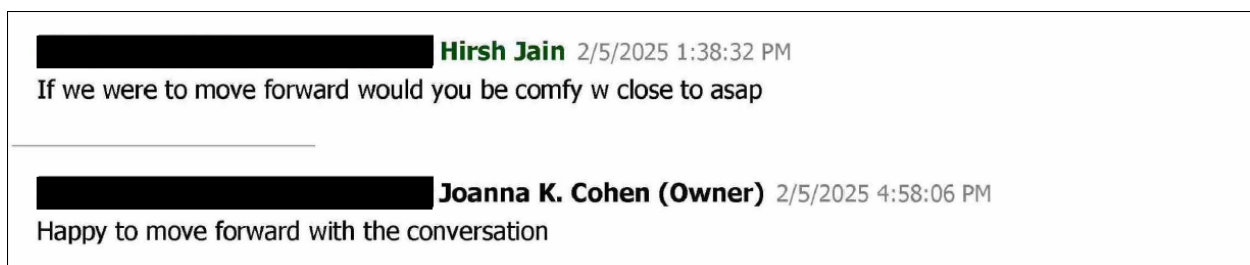 Hirsh Jain 2/5/2025 1:38:32 PM
If we were to move forward would you be comfy w close to asap
Joanna K. Cohen (Owner) 2/5/2025 4:58:06 PM
Happy to move forward with the conversation